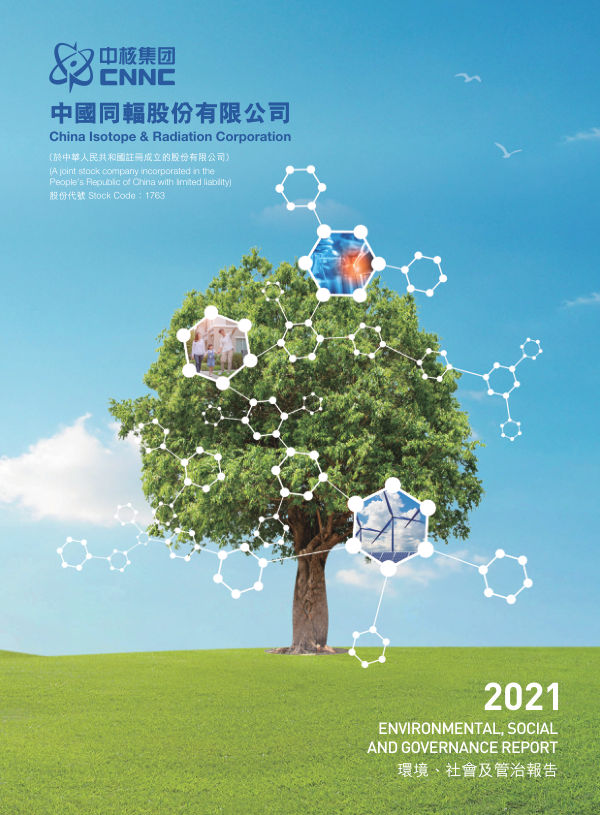 中核集团
CNNC
中國同輻股份有限公司
China Isotope & Radiation Corporation
(於中華人民共和國註冊成立的股份有限公司)
(A joint stock company incorporated in the
People's Republic of China with limited liability)
股份代號 Stock Code：1763
2021
ENVIRONMENTAL, SOCIAL
AND GOVERNANCE REPORT
環境、社會及管治報告